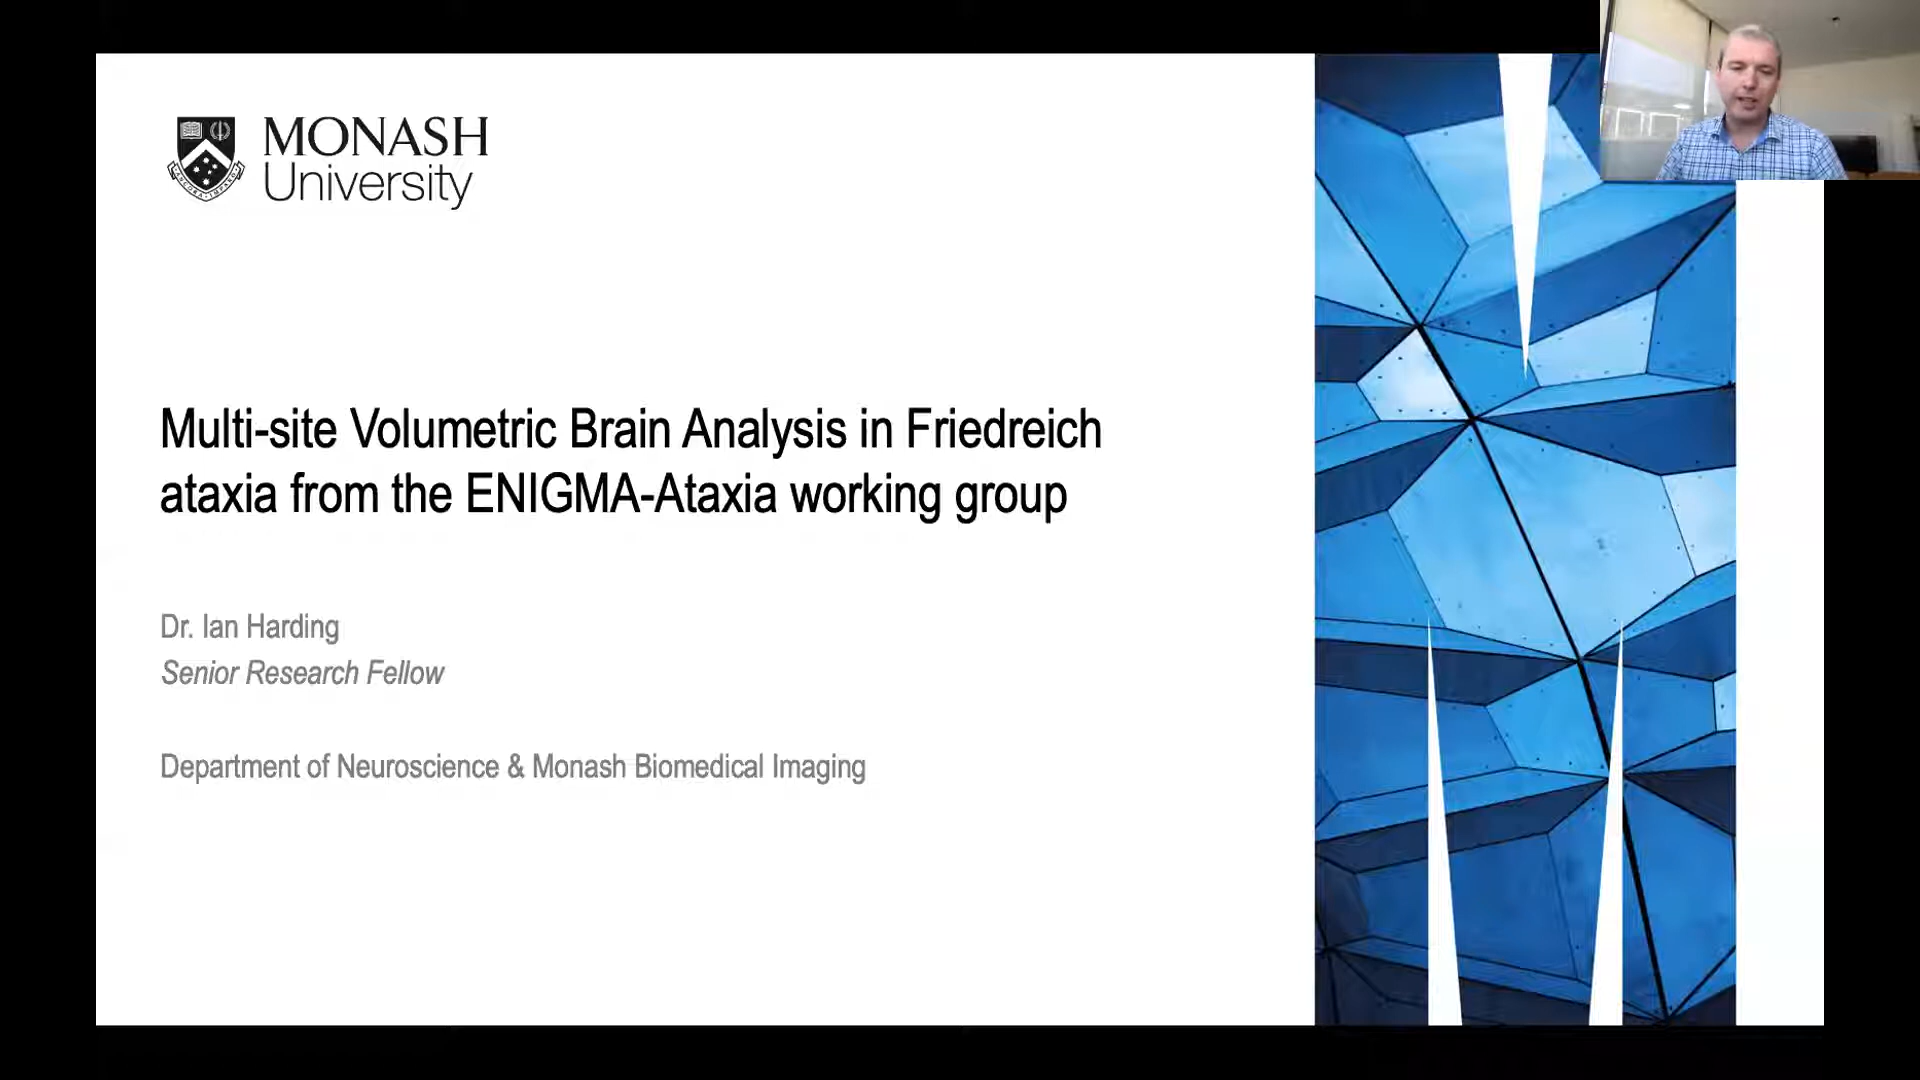 MONASH
University
Multi-site Volumetric Brain Analysis in Friedreich
ataxia from the ENIGMA-Ataxia working group
Dr. Ian Harding
Senior Research Fellow
Department of Neuroscience & Monash Biomedical Imaging